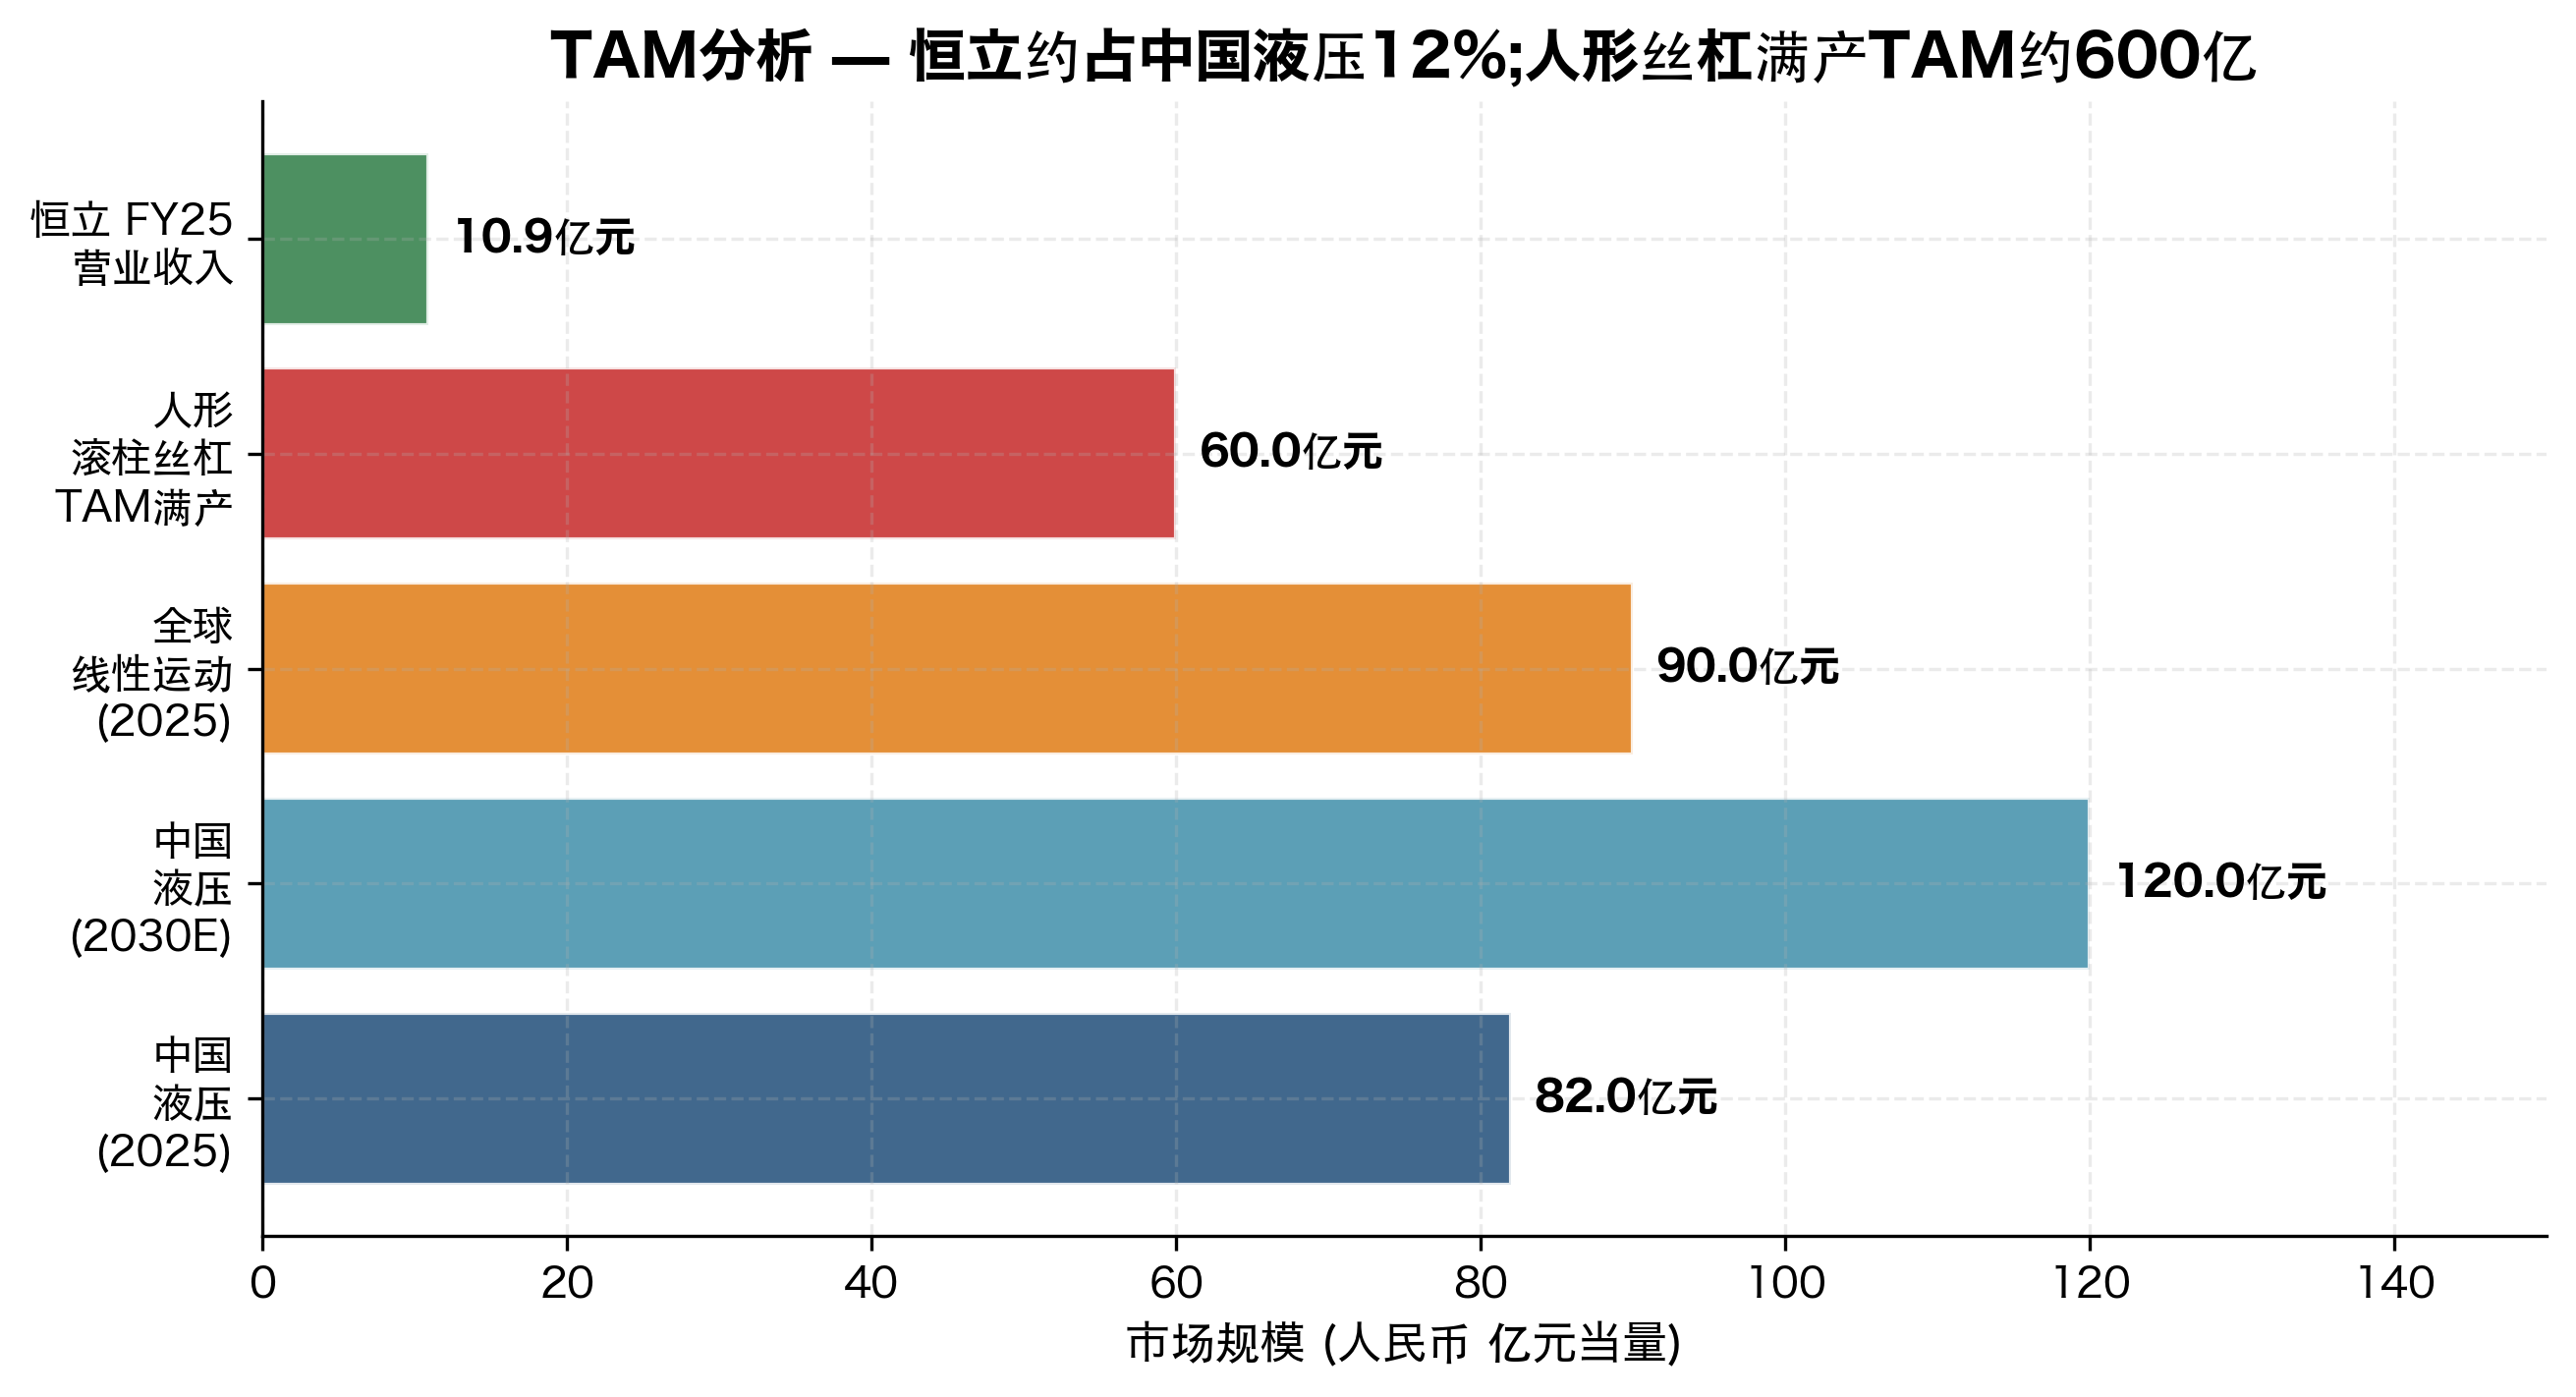 TAM分析 — 恒立约占中国液压12%;人形丝杠满产TAM约600亿
恒立 FY25
营业收入
10.9亿元
人形
滚柱丝杠
TAM满产
60.0亿元
全球
线性运动
(2025)
90.0亿元
中国
液压
(2030E)
120.0亿元
中国
液压
(2025)
82.0亿元
0 20 40 60 80 100 120 140
市场规模 (人民币 亿元当量)